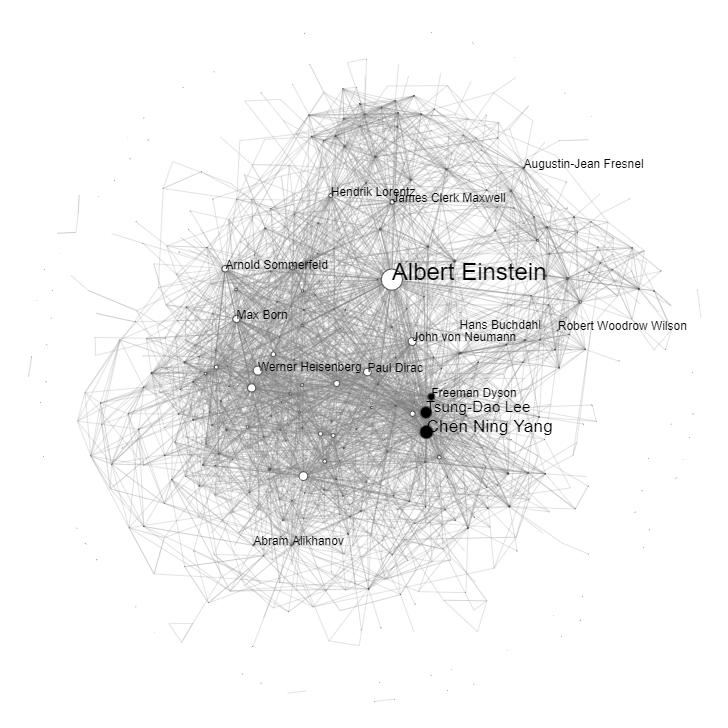 Augustin-Jean Fresnel
Hendrik Lorentz
James Clerk Maxwell
Arnold Sommerfeld
Albert Einstein
Max Born
Hans Buchdahl
Robert Woodrow Wilson
John von Neumann
Werner Heisenberg
Paul Dirac
Freeman Dyson
Tsung-Dao Lee
Chen Ning Yang
Abram Alikhanov